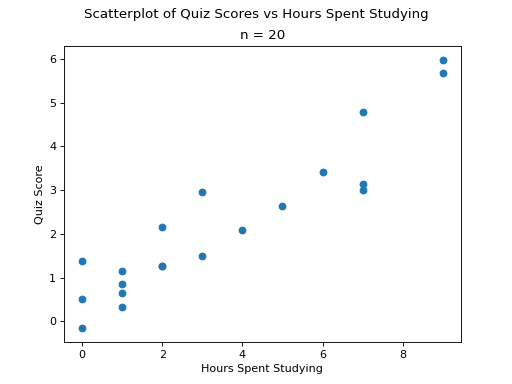 Scatterplot of Quiz Scores vs Hours Spent Studying
n = 20
6
5
4
3
2
1
0
Quiz Score
0 2 4 6 8
Hours Spent Studying